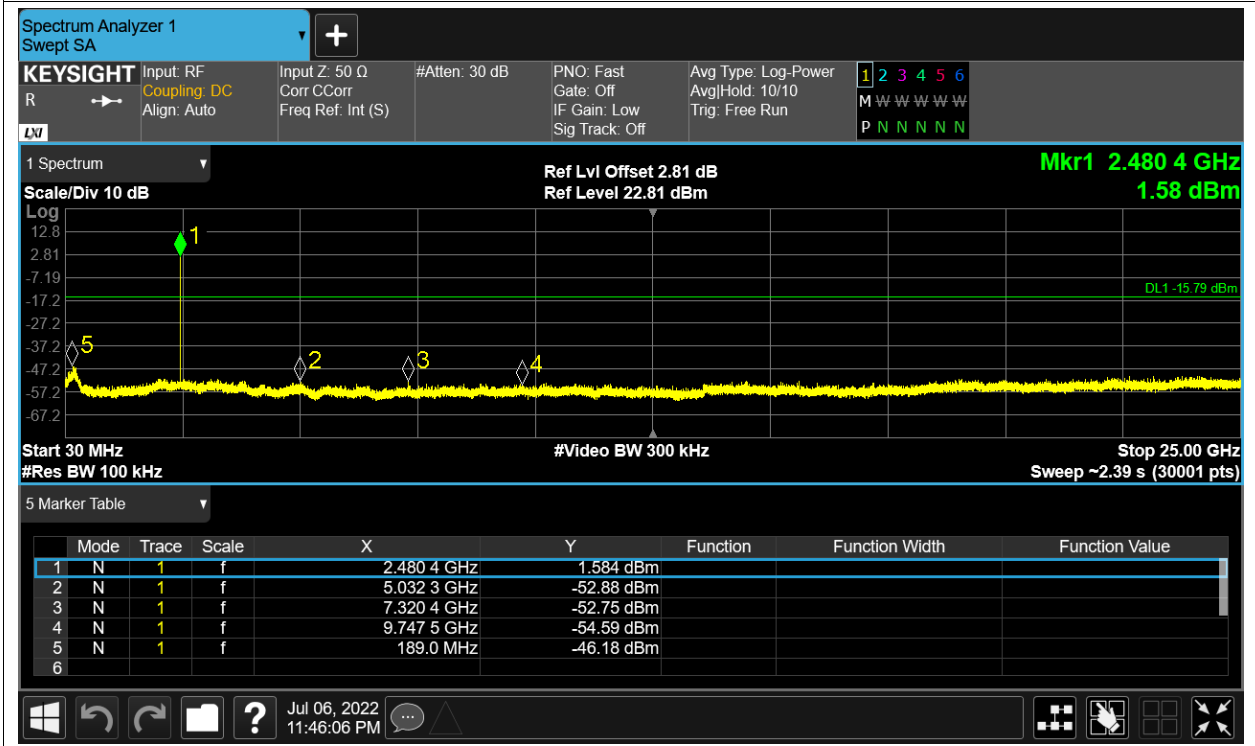 Spectrum Analyzer 1
Swept SA
KEYSIGHT
R
LXI
Input: RF
Coupling: DC
Align: Auto
Input Z: 50 Ω
Corr CCorr
Freq Ref: Int (S)
#Atten: 30 dB
PNO: Fast
Gate: Off
IF Gain: Low
Sig Track: Off
Avg Type: Log-Power
Avg|Hold: 10/10
Trig: Free Run
1 2 3 4 5 6
M W W W W W
P N N N N N
1 Spectrum
Scale/Div 10 dB
Ref Lvl Offset 2.81 dB
Ref Level 22.81 dBm
Mkr1 2.480 4 GHz
1.58 dBm
Log
12.8
2.81
-7.19
-17.2
-27.2
-37.2
-47.2
-57.2
-67.2
1
DL1 -15.79 dBm
5
2
3
4
Start 30 MHz
#Video BW 300 kHz
Stop 25.00 GHz
#Res BW 100 kHz
Sweep ~2.39 s (30001 pts)
5 Marker Table
Mode Trace Scale X Y Function Function Width Function Value
1 N 1 f 2.480 4 GHz 1.584 dBm
2 N 1 f 5.032 3 GHz -52.88 dBm
3 N 1 f 7.320 4 GHz -52.75 dBm
4 N 1 f 9.747 5 GHz -54.59 dBm
5 N 1 f 189.0 MHz -46.18 dBm
6
?
Jul 06, 2022
11:46:06 PM